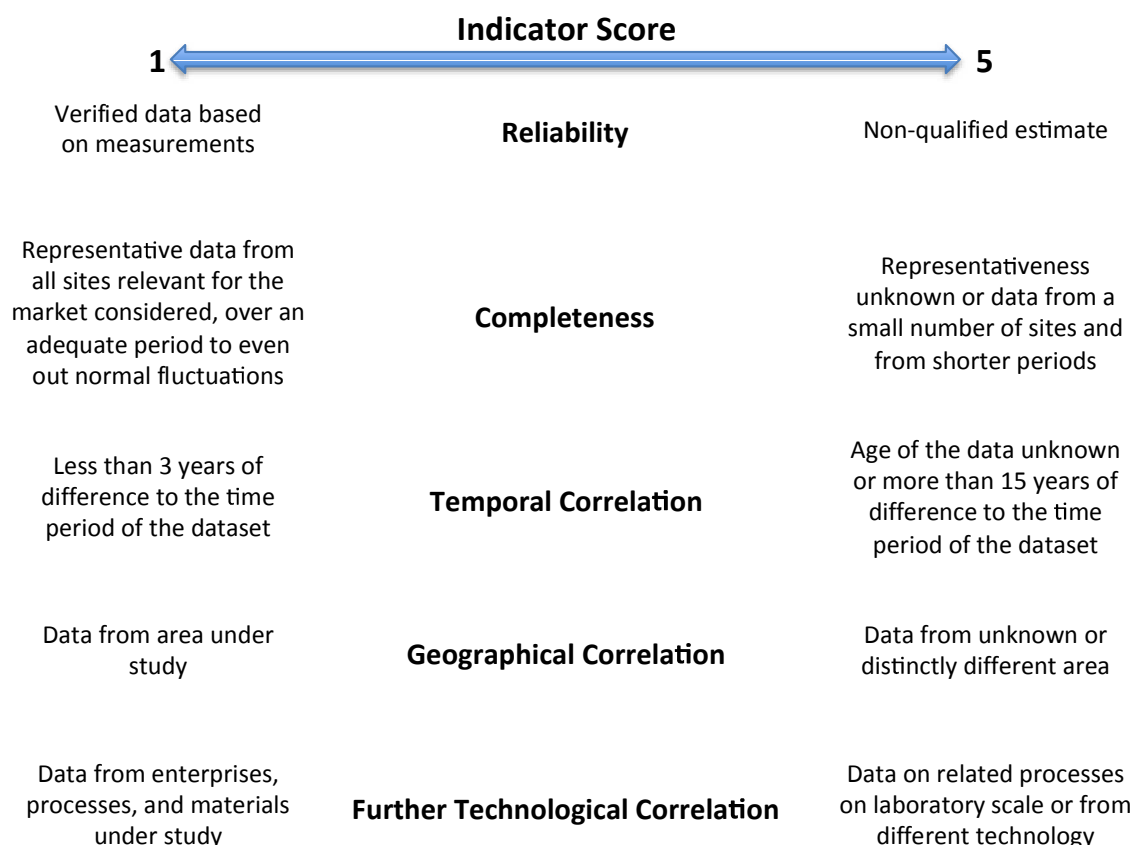 Indicator Score
1
5
Verified data based
on measurements
Reliability
Non-qualified estimate
Representative data from
all sites relevant for the
market considered, over an
adequate period to even
out normal fluctuations
Completeness
Representativeness
unknown or data from a
small number of sites and
from shorter periods
Less than 3 years of
difference to the time
period of the dataset
Temporal Correlation
Age of the data unknown
or more than 15 years of
difference to the time
period of the dataset
Data from area under
study
Geographical Correlation
Data from unknown or
distinctly different area
Data from enterprises,
processes, and materials
under study
Further Technological Correlation
Data on related processes
on laboratory scale or from
different technology